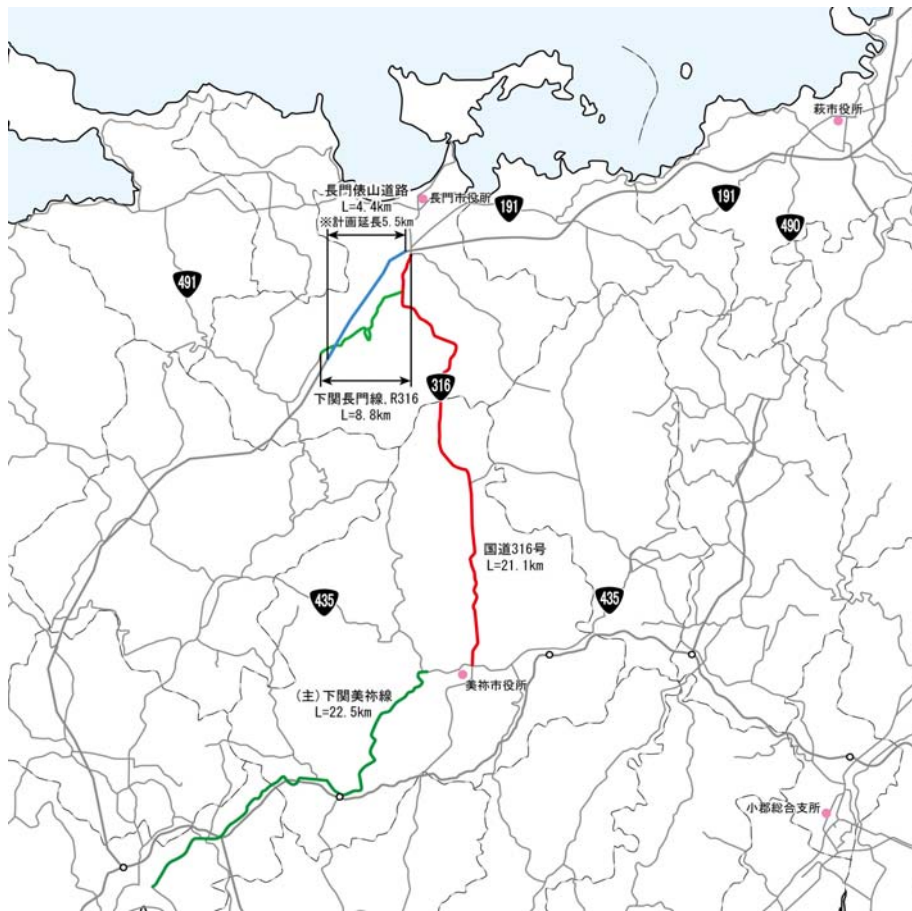 萩市役所
長門俵山道路
L=4.4km
※計画延長5.5km
長門市役所
191
191
490
491
316
下関長門線、R316
L=8.8km
国道316号
L=21.1km
435
435
(主)下関美祢線
L=22.5km
美祢市役所
小郡総合支所